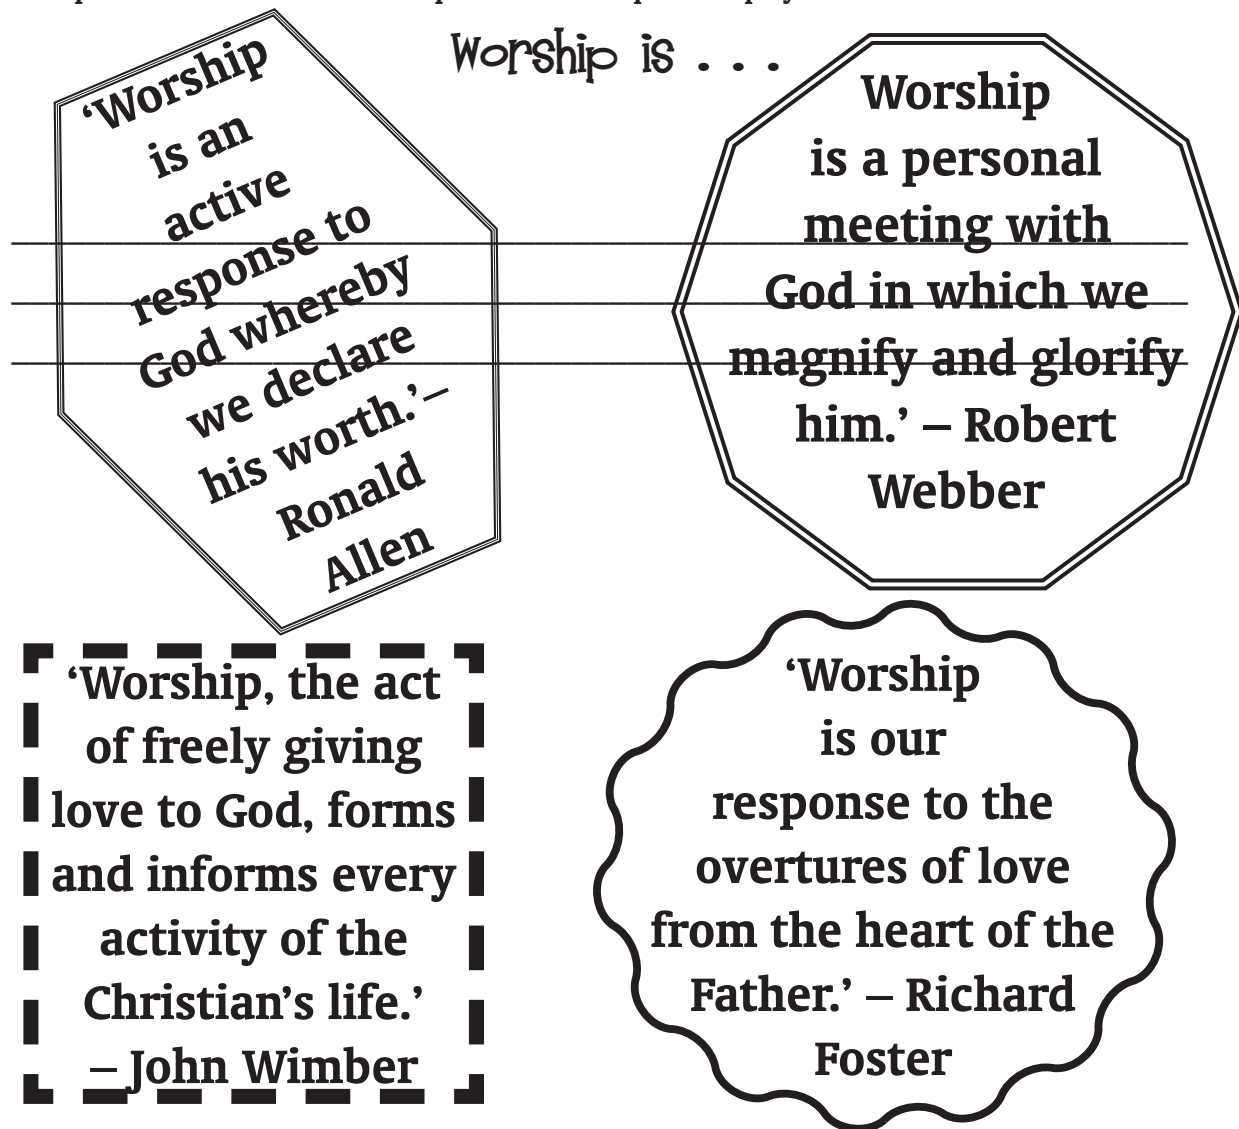 Worship is . . .
‘Worship
is an
active
response to
God whereby
we declare
his worth.’–
Ronald
Allen
Worship
is a personal
meeting with
God in which we
magnify and glorify
him.’ – Robert
Webber
‘Worship, the act
of freely giving
love to God, forms
and informs every
activity of the
Christian’s life.’
– John Wimber
‘Worship
is our
response to the
overtures of love
from the heart of the
Father.’ – Richard
Foster